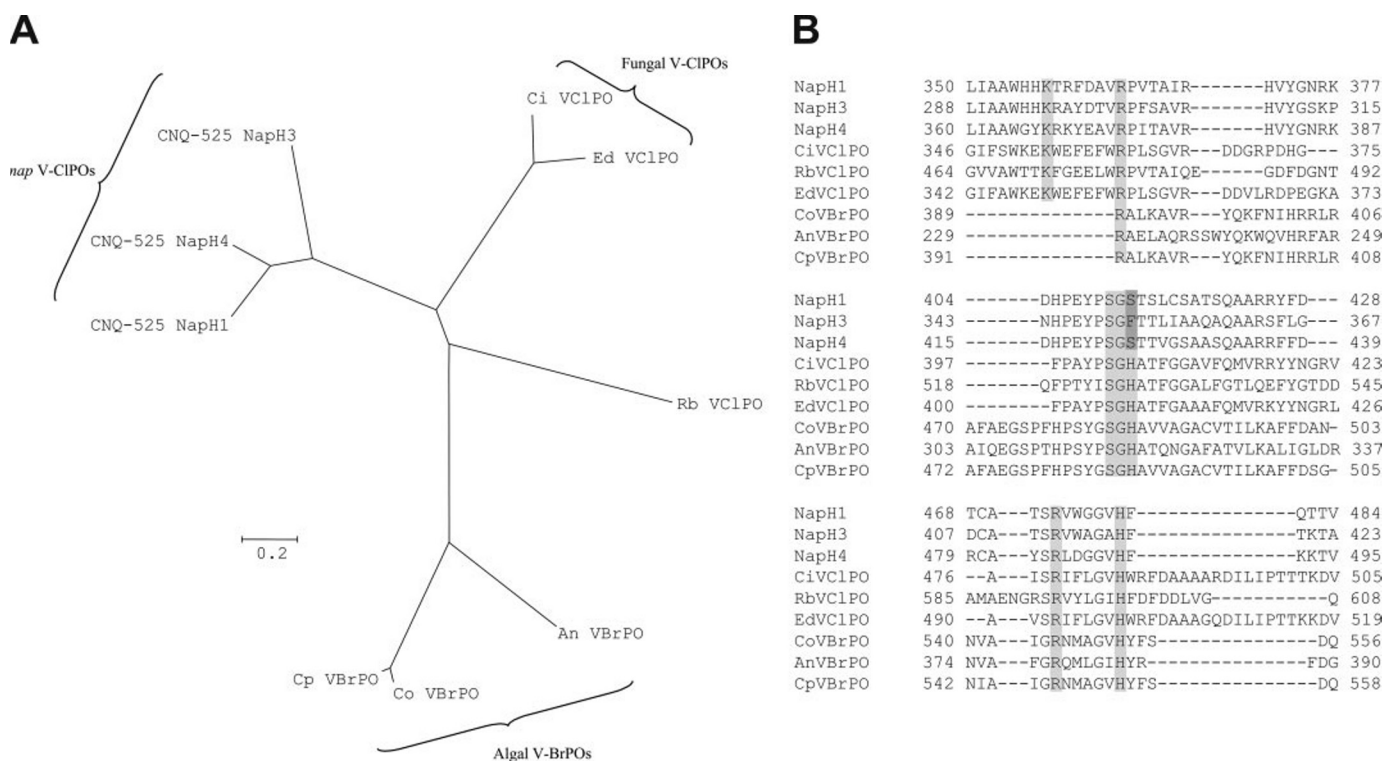 A
Fungal V-ClPOs
Ci VClPO
CNQ-525 NapH3
Ed VClPO
nap V-ClPOs
CNQ-525 NapH4
CNQ-525 NapH1
Rb VClPO
0.2
An VBrPO
Cp VBrPO
Co VBrPO
Algal V-BrPOs
B
NapH1 350 LIAAWHHKTRFDAVRPVTAIR-------HVYGNRK 377
NapH3 288 LIAAWHHKRAYDTVRPFSAVR-------HVYGSKP 315
NapH4 360 LIAAWGYKRKYEAVRPITAVR-------HVYGNRK 387
CiVClPO 346 GIFSWKEKWEFEFWRPLSGVR---DDGRPDHG--- 375
RbVClPO 464 GVVAWTTKFGEELWRPVTAIQE------GDFDGNT 492
EdVClPO 342 GIFAWKEKWEFEFWRPLSGVR---DDVLRDPEGKA 373
CoVBrPO 389 --------------RALKAVR---YQKFNIHRRLR 406
AnVBrPO 229 --------------RAELAQRSSWYQKWQVHRFAR 249
CpVBrPO 391 --------------RALKAVR---YQKFNIHRRLR 408
NapH1 404 -------DHPEYPSGSTSLCSATSQAARRYFD--- 428
NapH3 343 -------NHPEYPSGFTTLIAAQAQAARSFLG--- 367
NapH4 415 -------DHPEYPSGSTTVGSAASQAARRFFD--- 439
CiVClPO 397 --------FPAYPSGHATFGGAVFQMVRRYYNGRV 423
RbVClPO 518 -------QFPTYISGHATFGGALFGTLQEFYGTDD 545
EdVClPO 400 --------FPAYPSGHATFGAAAFQMVRKYYNGRL 426
CoVBrPO 470 AFAEGSPFHPSYGSGHAVVAGACVTILKAFFDAN- 503
AnVBrPO 303 AIQEGSPTHPSYGSGHATQNGAFATVLKALIGLDR 337
CpVBrPO 472 AFAEGSPFHPSYGSGHAVVAGACVTILKAFFDSG- 505
NapH1 468 TCA---TSRVWGGVHF---------------QTTV 484
NapH3 407 DCA---TSRVWAGAHF---------------TKTA 423
NapH4 479 RCA---YSRLDGGVHF---------------KKTV 495
CiVClPO 476 --A---ISRIFLGVHWRFDAAAARDILIPTTTKDV 505
RbVClPO 585 AMAENGRSRVYLGIHFDFDDLVG-----------Q 608
EdVClPO 490 --A---VSRIFLGVHWRFDAAAGQDILIPTTKKDV 519
CoVBrPO 540 NVA---IGRNMAGVHYFS---------------DQ 556
AnVBrPO 374 NVA---FGRQMLGIHYR---------------FDG 390
CpVBrPO 542 NIA---IGRNMAGVHYFS---------------DQ 558